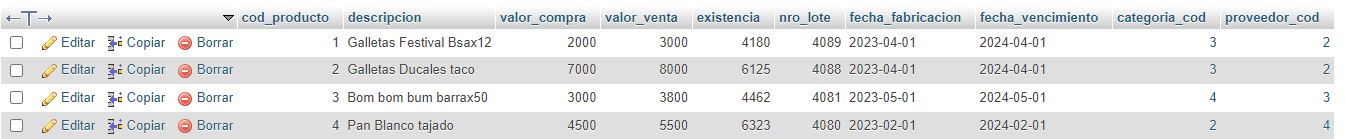 cod_producto descripcion valor_compra valor_venta existencia nro_lote fecha_fabricacion fecha_vencimiento categoria_cod proveedor_cod
Editar Copiar Borrar 1 Galletas Festival Bsax12 2000 3000 4180 4089 2023-04-01 2024-04-01 3 2
Editar Copiar Borrar 2 Galletas Ducales taco 7000 8000 6125 4088 2023-04-01 2024-04-01 3 2
Editar Copiar Borrar 3 Bom bom bum barrax50 3000 3800 4462 4081 2023-05-01 2024-05-01 4 3
Editar Copiar Borrar 4 Pan Blanco tajado 4500 5500 6323 4080 2023-02-01 2024-02-01 2 4